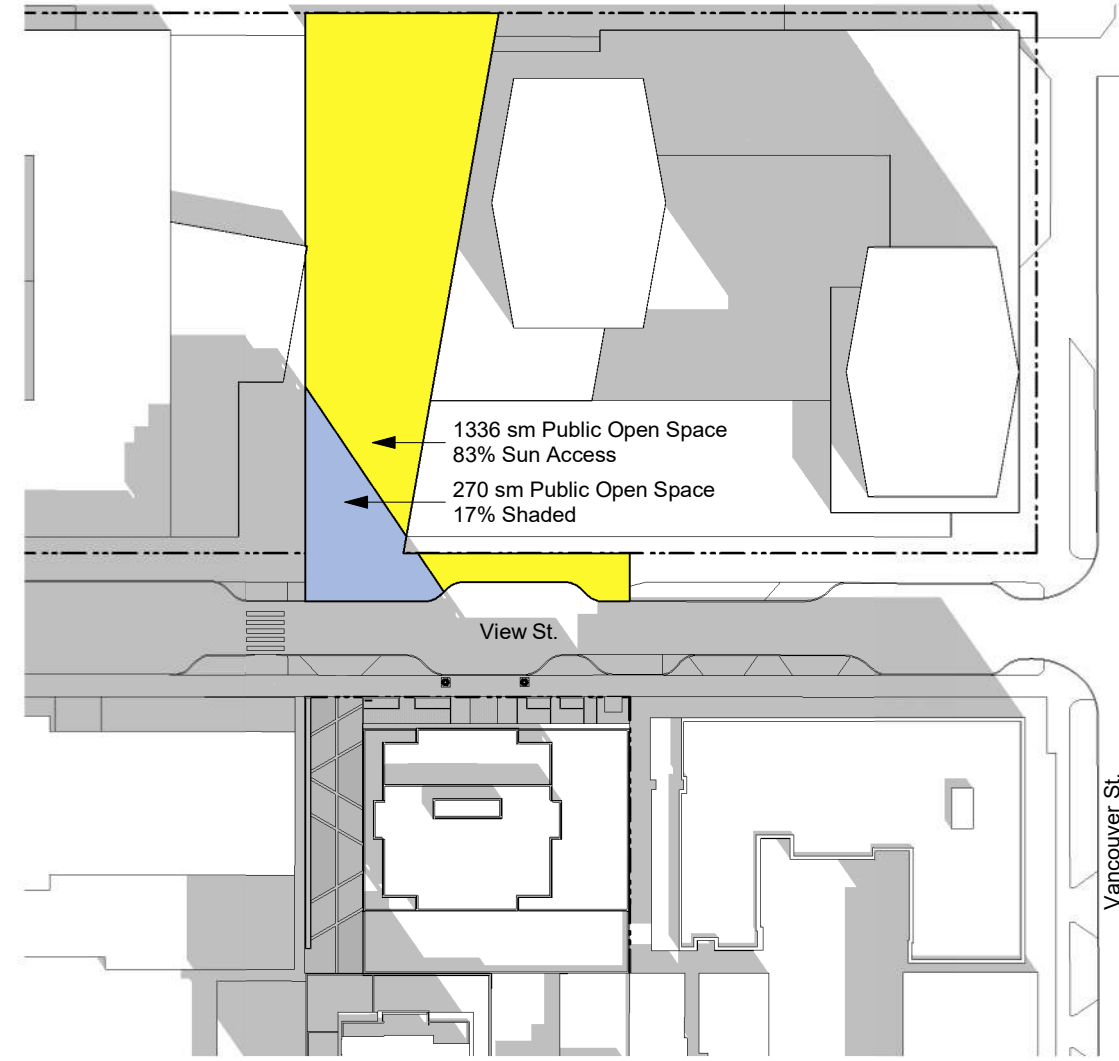 1336 sm Public Open Space
83% Sun Access
270 sm Public Open Space
17% Shaded
View St.
Vancouver St.